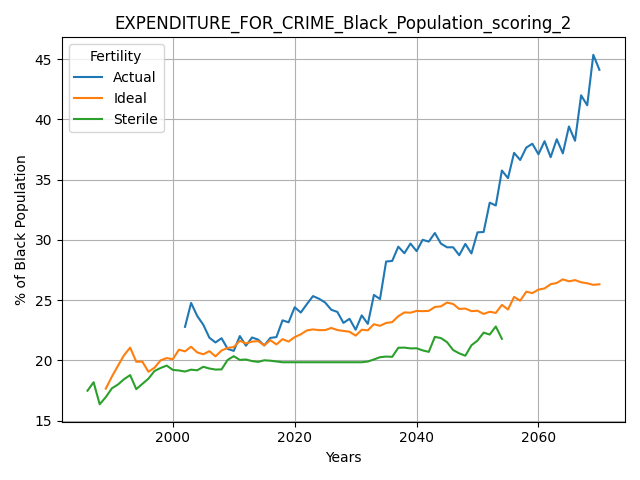 EXPENDITURE_FOR_CRIME_Black_Population_scoring_2
Fertility
Actual
Ideal
Sterile
% of Black Population
45
40
35
30
25
20
15
2000 2020 2040 2060
Years